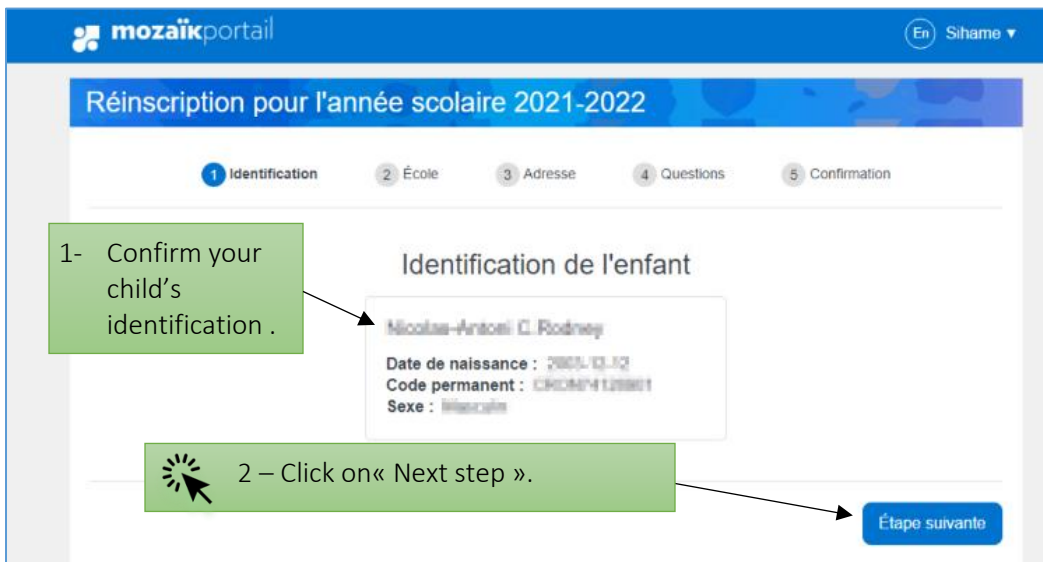 mozaïkportail
En Sihame
Réinscription pour l'année scolaire 2021-2022
1 Identification 2 École 3 Adresse 4 Questions 5 Confirmation
1- Confirm your
child's
identification .
Identification de l'enfant
Date de naissance :
Code permanent :
Sexe :
2 – Click on« Next step ».
Étape suivante